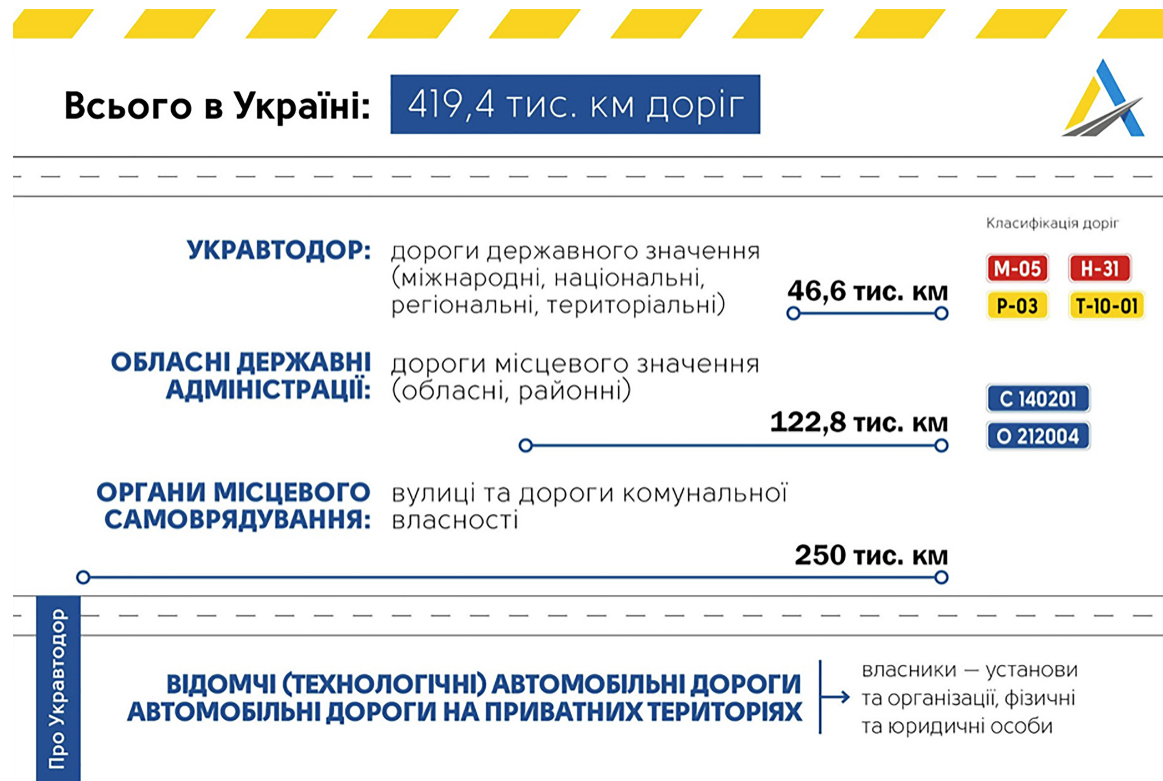 Всього в Україні: 419,4 тис. км доріг
Класифікація доріг
УКРАВТОДОР: дороги державного значення
(міжнародні, національні,
регіональні, територіальні)
46,6 тис. км
М-05 Н-31
Р-03 Т-10-01
ОБЛАСНІ ДЕРЖАВНІ
АДМІНІСТРАЦІЇ:
дороги місцевого значення
(обласні, районні)
122,8 тис. км
С 140201
О 212004
ОРГАНИ МІСЦЕВОГО
САМОВРЯДУВАННЯ:
вулиці та дороги комунальної
власності
250 тис. км
Про Укравтодор
ВІДОМЧІ (ТЕХНОЛОГІЧНІ) АВТОМОБІЛЬНІ ДОРОГИ
АВТОМОБІЛЬНІ ДОРОГИ НА ПРИВАТНИХ ТЕРИТОРІЯХ
власники — установи
та організації, фізичні
та юридичні особи